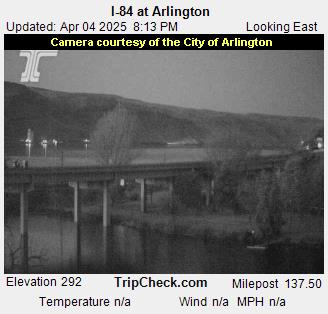 I-84 at Arlington
Updated: Apr 04 2025 8:13 PM Looking East
Camera courtesy of the City of Arlington
Elevation 292 TripCheck.com Milepost 137.50
Temperature n/a Wind n/a MPH n/a